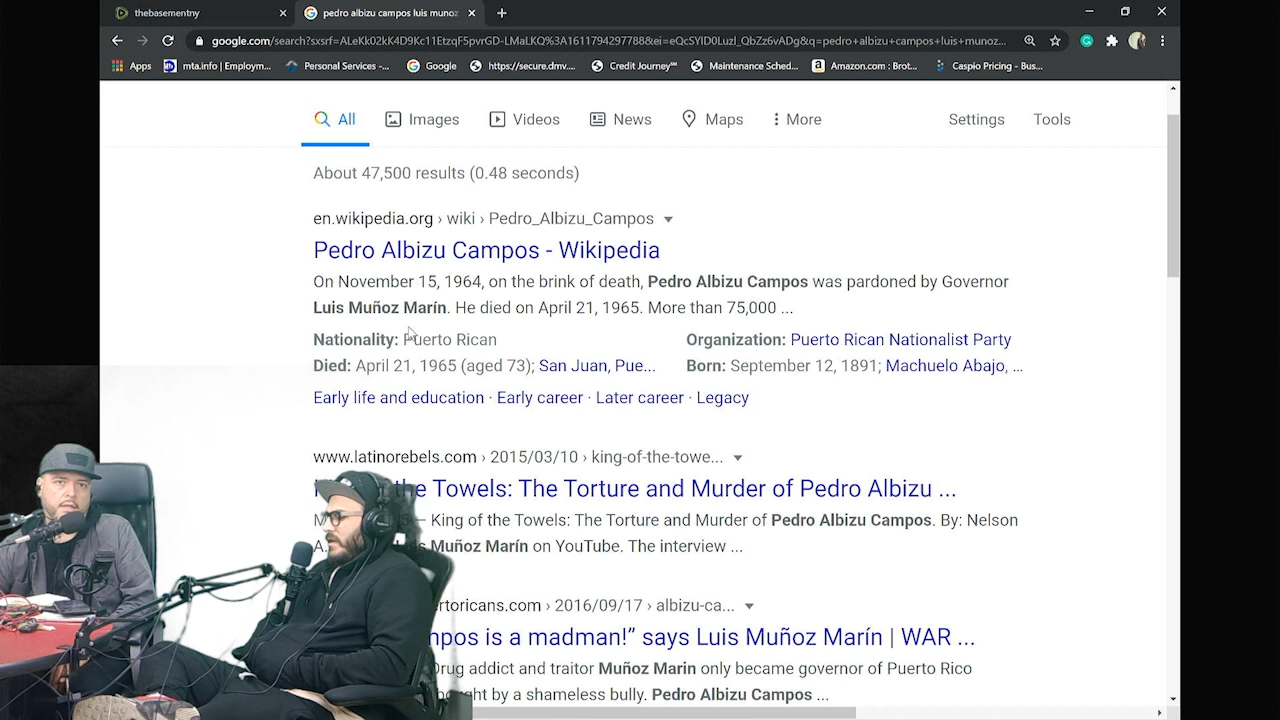 thebasementny
pedro albizu campos luis munoz
google.com/search?sxsrf=ALeKk02kK4D9Kc11EtzqF5pvrGD-LMaLKQ%3A1611794297788&ei=eQcSYID0LuzI_QbZz6vADg&q=pedro+albizu+campos+luis+munoz...
Apps mta.info | Employm... Personal Services -... Google https://secure.dmv.... Credit Journey℠ Maintenance Sched... Amazon.com : Brot... Caspio Pricing - Bus...
All Images Videos News Maps More Settings Tools
About 47,500 results (0.48 seconds)
en.wikipedia.org › wiki › Pedro_Albizu_Campos
Pedro Albizu Campos - Wikipedia
On November 15, 1964, on the brink of death, Pedro Albizu Campos was pardoned by Governor
Luis Muñoz Marín. He died on April 21, 1965. More than 75,000 ...
Nationality: Puerto Rican Organization: Puerto Rican Nationalist Party
Died: April 21, 1965 (aged 73); San Juan, Pue... Born: September 12, 1891; Machuelo Abajo, ...
Early life and education · Early career · Later career · Legacy
www.latinorebels.com › 2015/03/10 › king-of-the-towe...
the Towels: The Torture and Murder of Pedro Albizu ...
— King of the Towels: The Torture and Murder of Pedro Albizu Campos. By: Nelson
A. Muñoz Marín on YouTube. The interview ...
ertoricans.com › 2016/09/17 › albizu-ca...
mpos is a madman!” says Luis Muñoz Marín | WAR ...
Drug addict and traitor Muñoz Marin only became governor of Puerto Rico
by a shameless bully. Pedro Albizu Campos ...